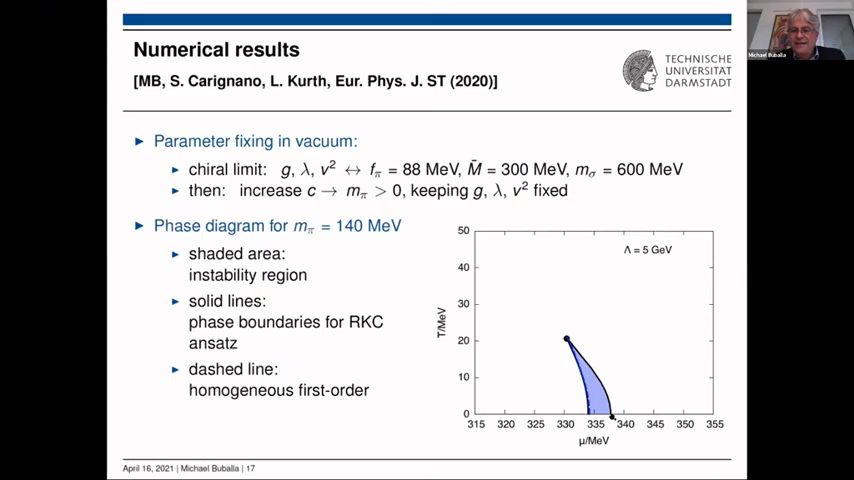 Numerical results
[MB, S. Carignano, L. Kurth, Eur. Phys. J. ST (2020)]
TECHNISCHE
UNIVERSITÄT
DARMSTADT
Michael Buballa
Parameter fixing in vacuum:
chiral limit: g, λ, v² ↔ fπ = 88 MeV, M̄ = 300 MeV, mσ = 600 MeV
then: increase c → mπ > 0, keeping g, λ, v² fixed
Phase diagram for mπ = 140 MeV
shaded area:
instability region
solid lines:
phase boundaries for RKC
ansatz
dashed line:
homogeneous first-order
Λ = 5 GeV
T/MeV
50
40
30
20
10
0
315 320 325 330 335 340 345 350 355
μ/MeV
April 16, 2021 | Michael Buballa | 17